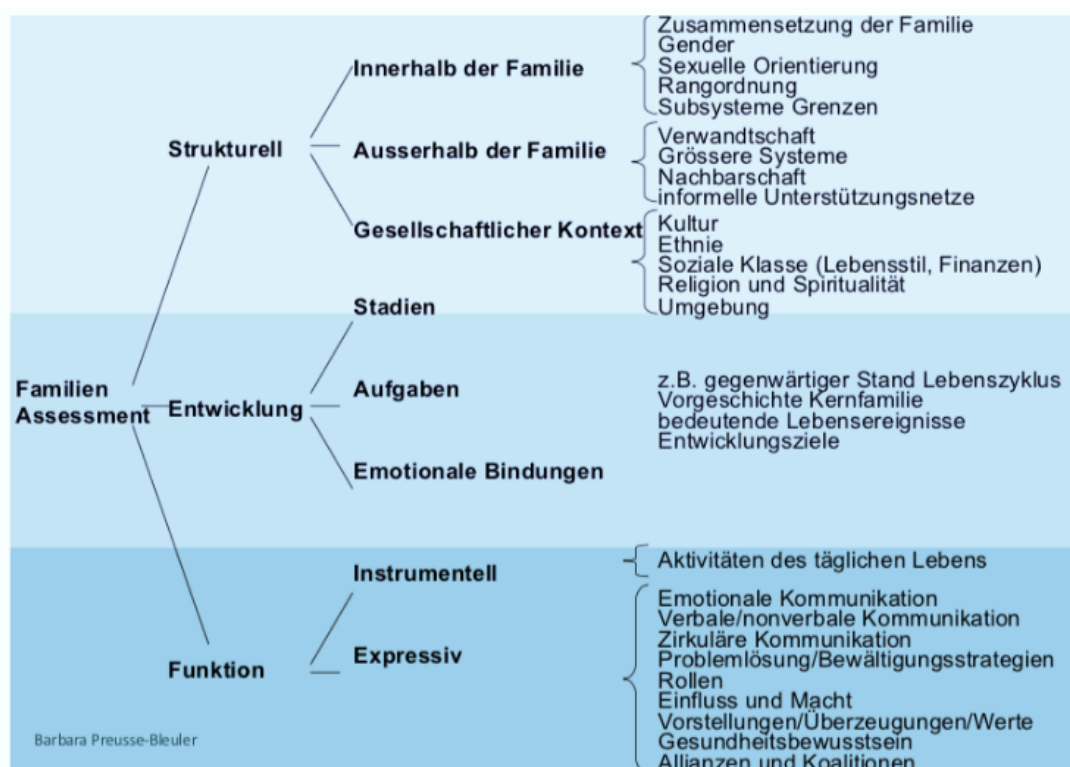 Zusammensetzung der Familie
Gender
Innerhalb der Familie
Sexuelle Orientierung
Rangordnung
Subsysteme Grenzen
Strukturell
Ausserhalb der Familie
Verwandtschaft
Grössere Systeme
Nachbarschaft
informelle Unterstützungsnetze
Gesellschaftlicher Kontext
Kultur
Ethnie
Soziale Klasse (Lebensstil, Finanzen)
Religion und Spiritualität
Umgebung
Stadien
Familien
Assessment
Entwicklung
Aufgaben
z.B. gegenwärtiger Stand Lebenszyklus
Vorgeschichte Kernfamilie
bedeutende Lebensereignisse
Entwicklungsziele
Emotionale Bindungen
Instrumentell
Aktivitäten des täglichen Lebens
Funktion
Expressiv
Emotionale Kommunikation
Verbale/nonverbale Kommunikation
Zirkuläre Kommunikation
Problemlösung/Bewältigungsstrategien
Rollen
Einfluss und Macht
Vorstellungen/Überzeugungen/Werte
Gesundheitsbewusstsein
Allianzen und Koalitionen
Barbara Preusse-Bleuler